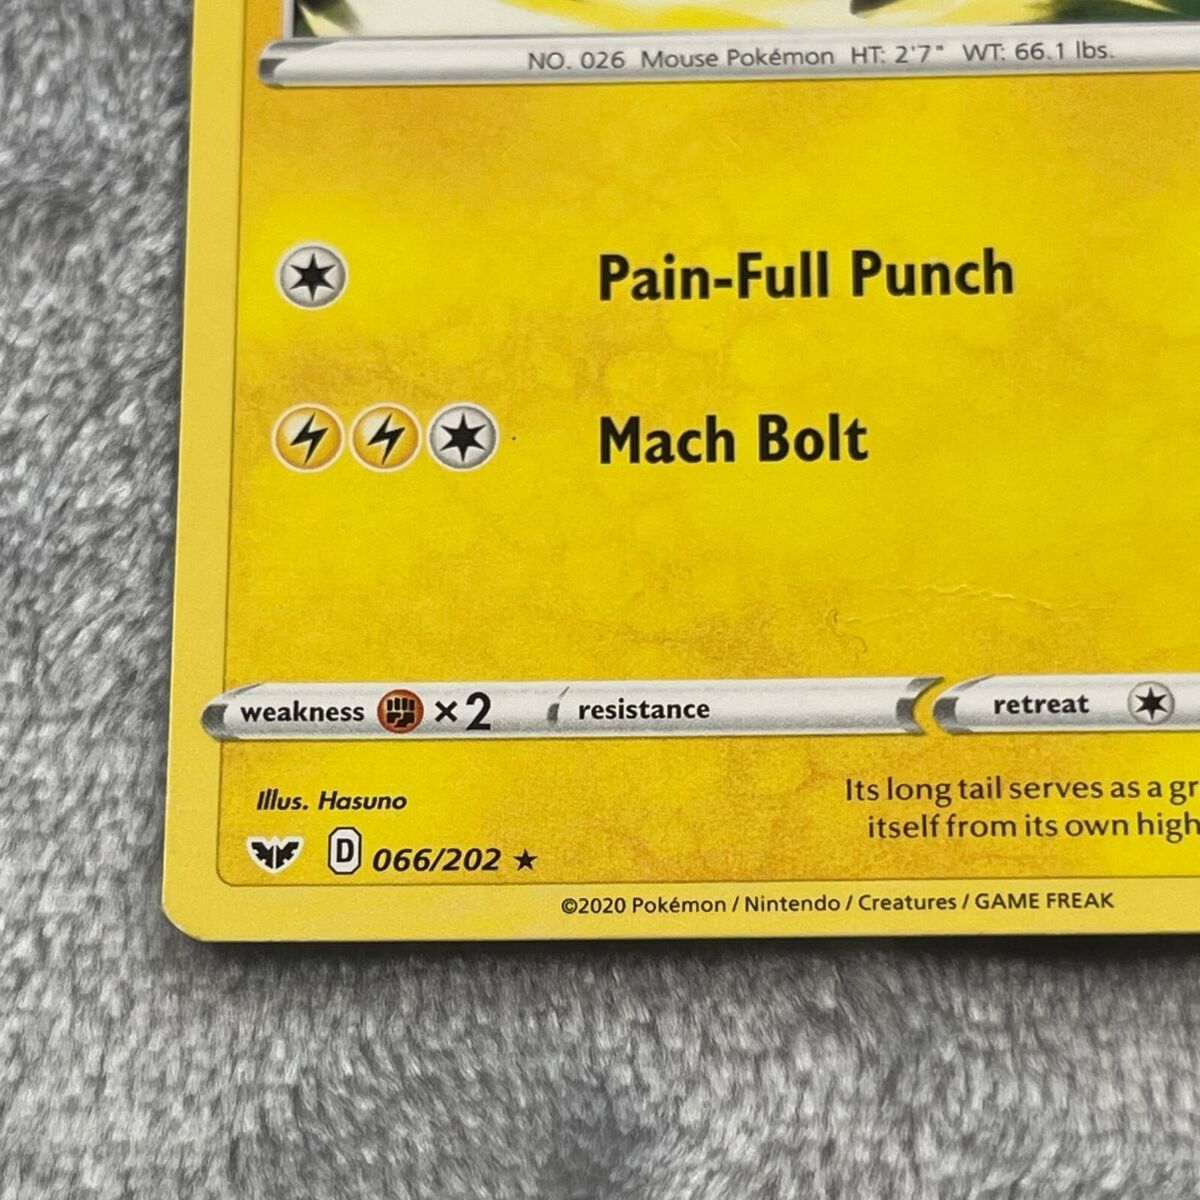 NO. 026 Mouse Pokémon HT: 2'7" WT: 66.1 lbs.
Pain-Full Punch
Mach Bolt
weakness ×2 resistance retreat
Illus. Hasuno
Its long tail serves as a gr
itself from its own high
D 066/202 ★
©2020 Pokémon / Nintendo / Creatures / GAME FREAK